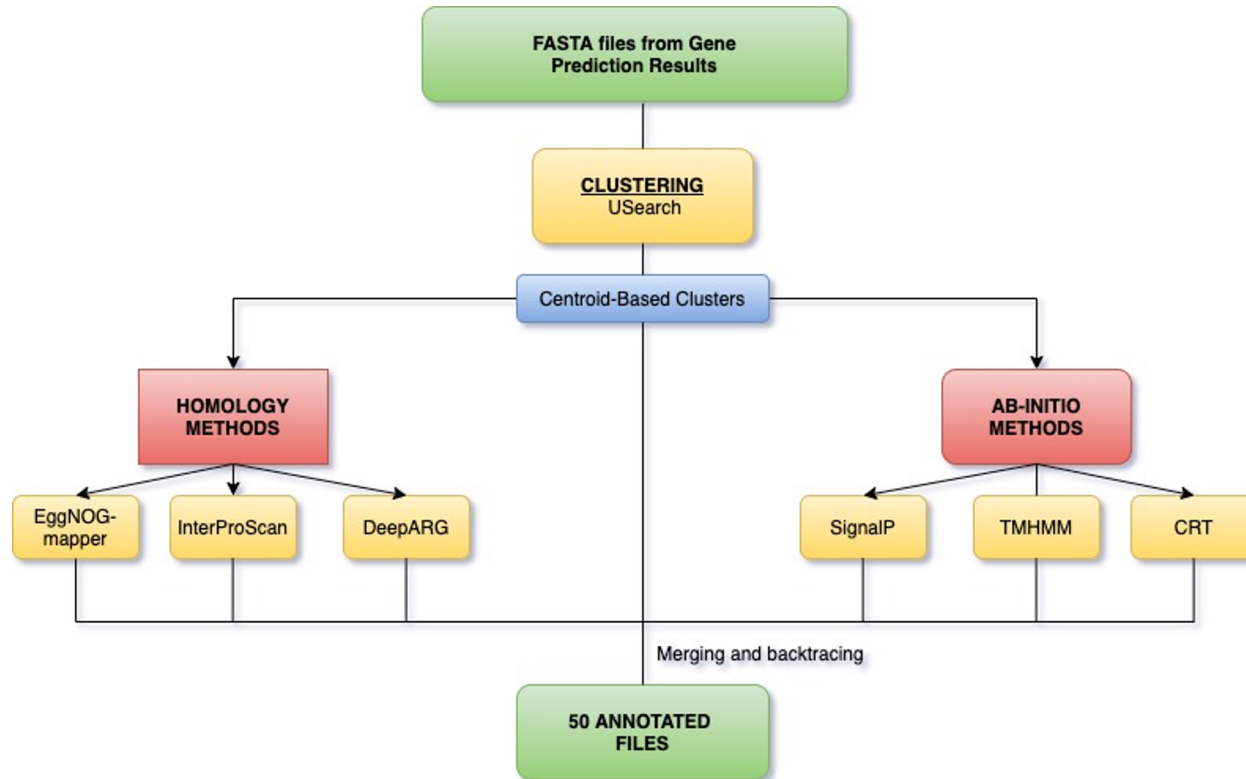 FASTA files from Gene
Prediction Results
CLUSTERING
USearch
Centroid-Based Clusters
HOMOLOGY
METHODS
AB-INITIO
METHODS
EggNOG-
mapper
InterProScan
DeepARG
SignalP
TMHMM
CRT
Merging and backtracing
50 ANNOTATED
FILES